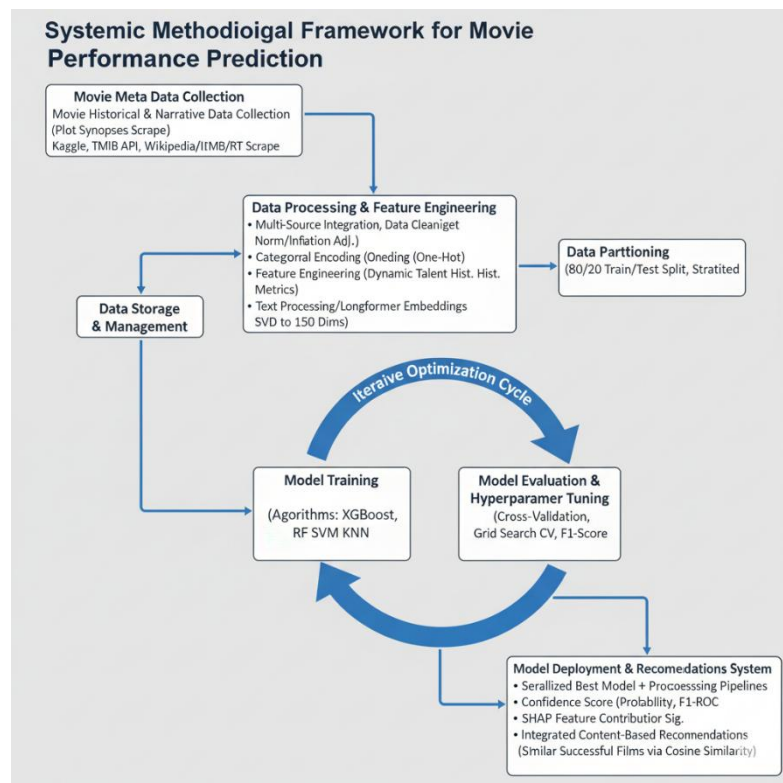 Systemic Methodioigal Framework for Movie
Performance Prediction
Movie Meta Data Collection
Movie Historical & Narrative Data Collection
(Plot Synopses Scrape)
Kaggle, TMIB API, Wikipedia/IEMB/RT Scrape
Data Processing & Feature Engineering
• Multi-Source Integration, Data Cleaniget
Norm/Infiation Adj.)
• Categorral Encoding (Oneding (One-Hot)
• Feature Engineering (Dynamic Talent Hist. Hist.
Metrics)
• Text Processing/Longformer Embeddings
SVD to 150 Dims)
Data Parttioning
(80/20 Train/Test Split, Stratited
Data Storage
& Management
Iteraive Optimization Cycle
Model Training
(Agorithms: XGBoost,
RF SVM KNN
Model Evaluation &
Hyperparamer Tuning
(Cross-Validation,
Grid Search CV, F1-Score
Model Deployment & Recomedations System
• Serallized Best Model + Procoesssing Pipelines
• Confidence Score (Prolability, F1-ROC
• SHAP Feature Contributior Sig.
• Integrated Content-Based Recomendations
(Similar Successful Films via Cosine Similarity)